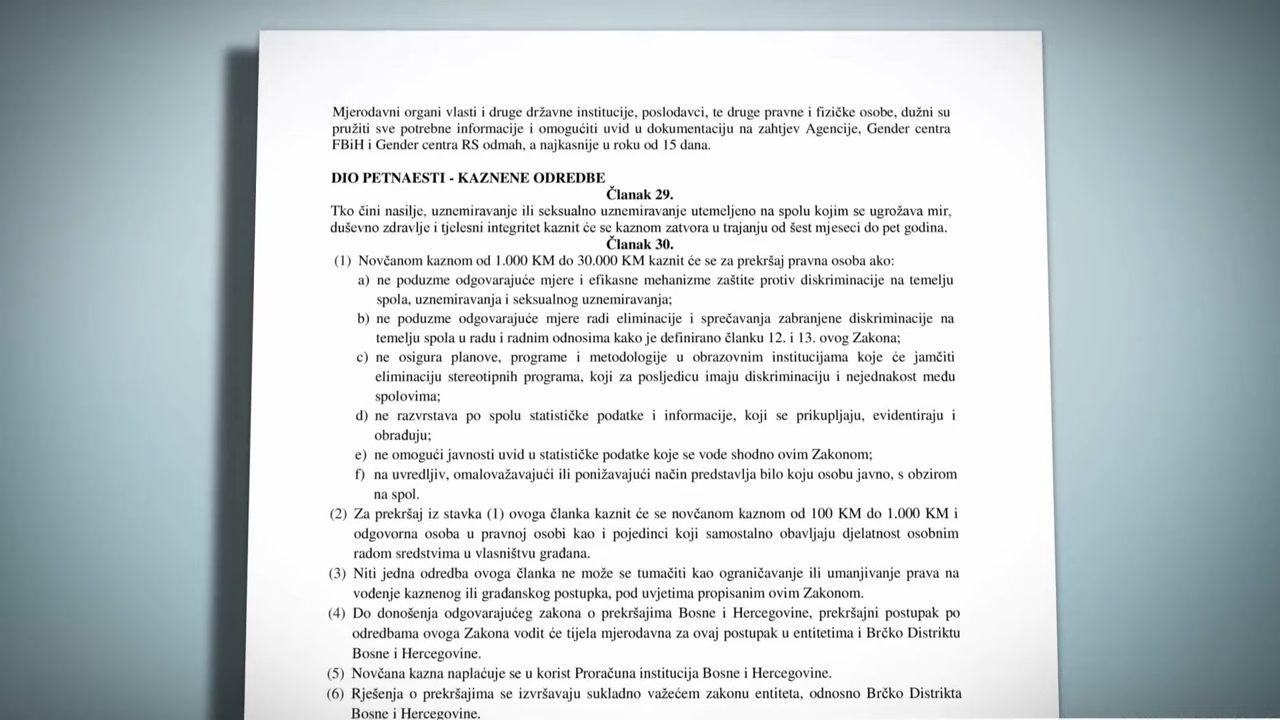 Mjerodavni organi vlasti i druge državne institucije, poslodavci, te druge pravne i fizičke osobe, dužni su
pružiti sve potrebne informacije i omogućiti uvid u dokumentaciju na zahtjev Agencije, Gender centra
FBiH i Gender centra RS odmah, a najkasnije u roku od 15 dana.
DIO PETNAESTI - KAZNENE ODREDBE
Članak 29.
Tko čini nasilje, uznemiravanje ili seksualno uznemiravanje utemeljeno na spolu kojim se ugrožava mir,
duševno zdravlje i tjelesni integritet kaznit će se kaznom zatvora u trajanju od šest mjeseci do pet godina.
Članak 30.
(1) Novčanom kaznom od 1.000 KM do 30.000 KM kaznit će se za prekršaj pravna osoba ako:
a) ne poduzme odgovarajuće mjere i efikasne mehanizme zaštite protiv diskriminacije na temelju
spola, uznemiravanja i seksualnog uznemiravanja;
b) ne poduzme odgovarajuće mjere radi eliminacije i sprečavanja zabranjene diskriminacije na
temelju spola u radu i radnim odnosima kako je definirano članku 12. i 13. ovog Zakona;
c) ne osigura planove, programe i metodologije u obrazovnim institucijama koje će jamčiti
eliminaciju stereotipnih programa, koji za posljedicu imaju diskriminaciju i nejednakost među
spolovima;
d) ne razvrstava po spolu statističke podatke i informacije, koji se prikupljaju, evidentiraju i
obrađuju;
e) ne omogući javnosti uvid u statističke podatke koje se vode shodno ovim Zakonom;
f) na uvredljiv, omalovažavajući ili ponižavajući način predstavlja bilo koju osobu javno, s obzirom
na spol.
(2) Za prekršaj iz stavka (1) ovoga članka kaznit će se novčanom kaznom od 100 KM do 1.000 KM i
odgovorna osoba u pravnoj osobi kao i pojedinci koji samostalno obavljaju djelatnost osobnim
radom sredstvima u vlasništvu građana.
(3) Niti jedna odredba ovoga članka ne može se tumačiti kao ograničavanje ili umanjivanje prava na
vođenje kaznenog ili građanskog postupka, pod uvjetima propisanim ovim Zakonom.
(4) Do donošenja odgovarajućeg zakona o prekršajima Bosne i Hercegovine, prekršajni postupak po
odredbama ovoga Zakona vodit će tijela mjerodavna za ovaj postupak u entitetima i Brčko Distriktu
Bosne i Hercegovine.
(5) Novčana kazna naplaćuje se u korist Proračuna institucija Bosne i Hercegovine.
(6) Rješenja o prekršajima se izvršavaju sukladno važećem zakonu entiteta, odnosno Brčko Distrikta
Bosne i Hercegovine.